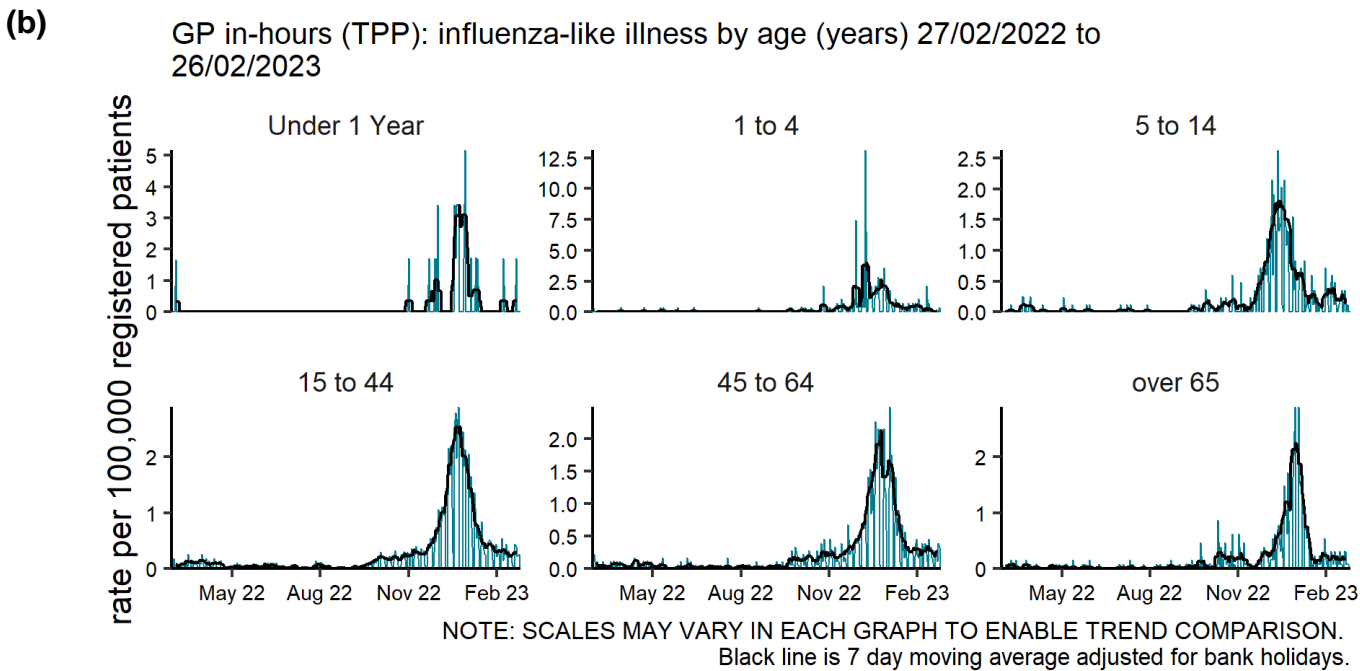 (b)
GP in-hours (TPP): influenza-like illness by age (years) 27/02/2022 to
26/02/2023
rate per 100,000 registered patients
Under 1 Year
5
4
3
2
1
0
1 to 4
12.5
10.0
7.5
5.0
2.5
0.0
5 to 14
2.5
2.0
1.5
1.0
0.5
0.0
15 to 44
2
1
0
May 22 Aug 22 Nov 22 Feb 23
45 to 64
2.0
1.5
1.0
0.5
0.0
May 22 Aug 22 Nov 22 Feb 23
over 65
2
1
0
May 22 Aug 22 Nov 22 Feb 23
NOTE: SCALES MAY VARY IN EACH GRAPH TO ENABLE TREND COMPARISON.
Black line is 7 day moving average adjusted for bank holidays.